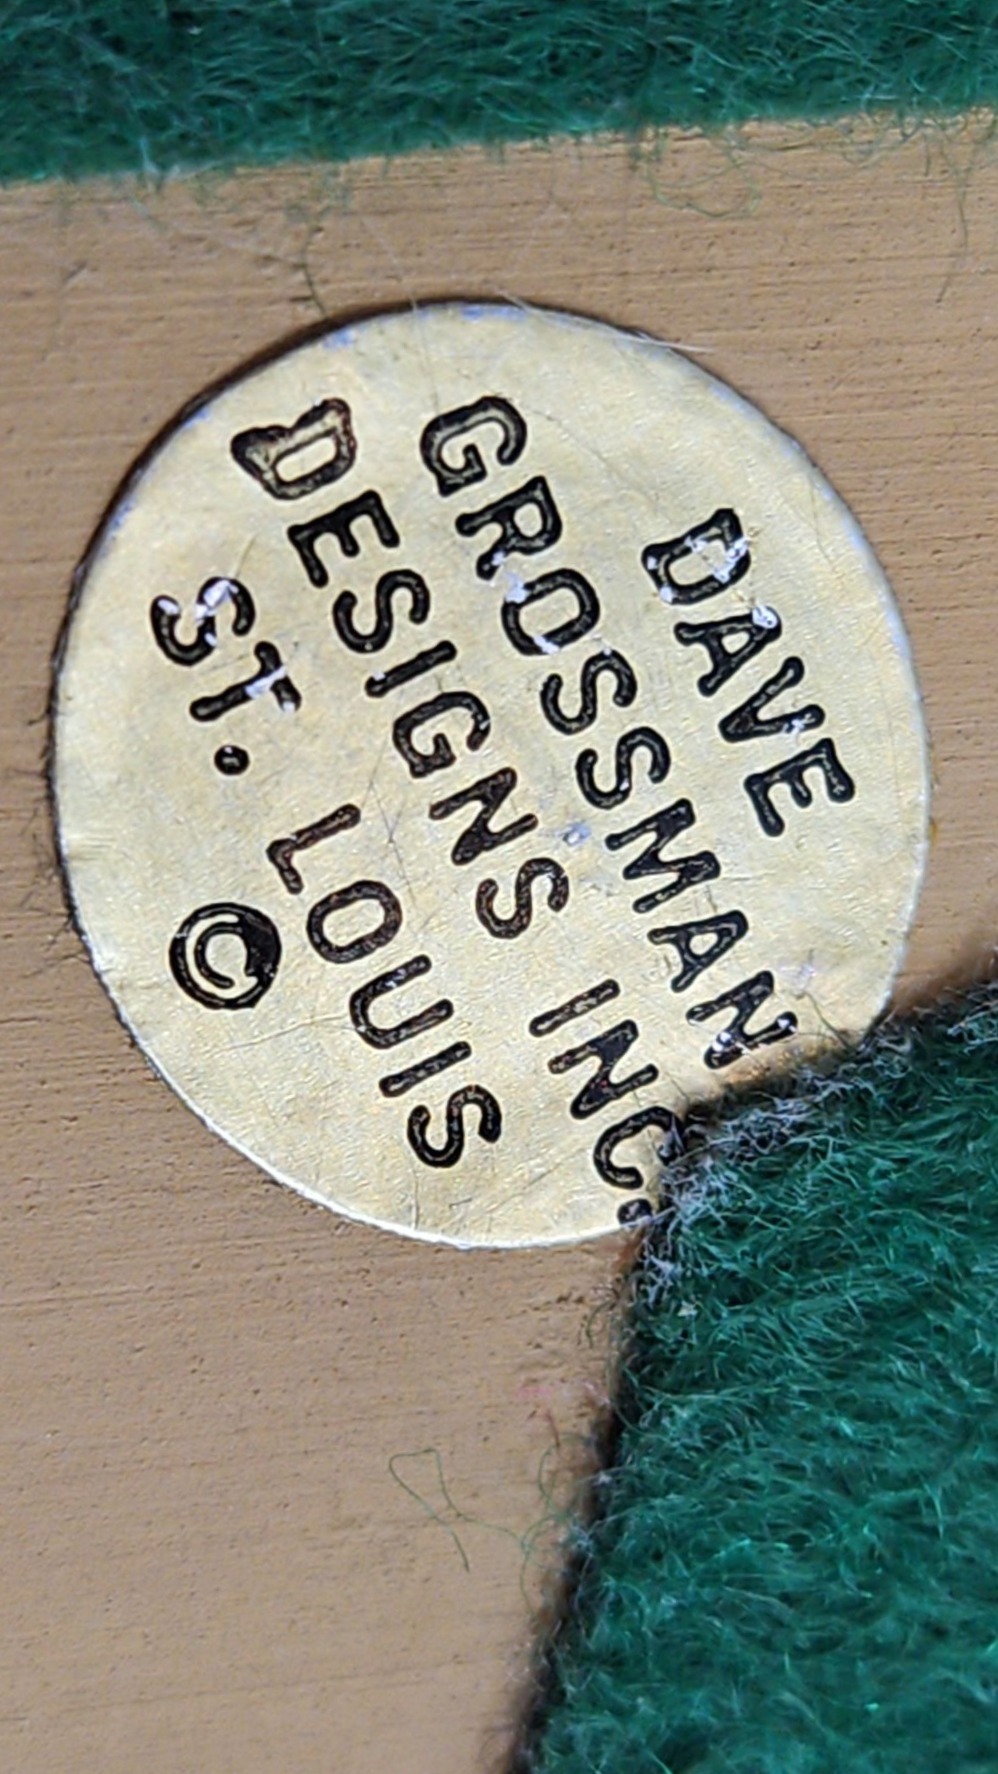 DAVE
GROSSMAN
DESIGNS INC.
ST. LOUIS
©